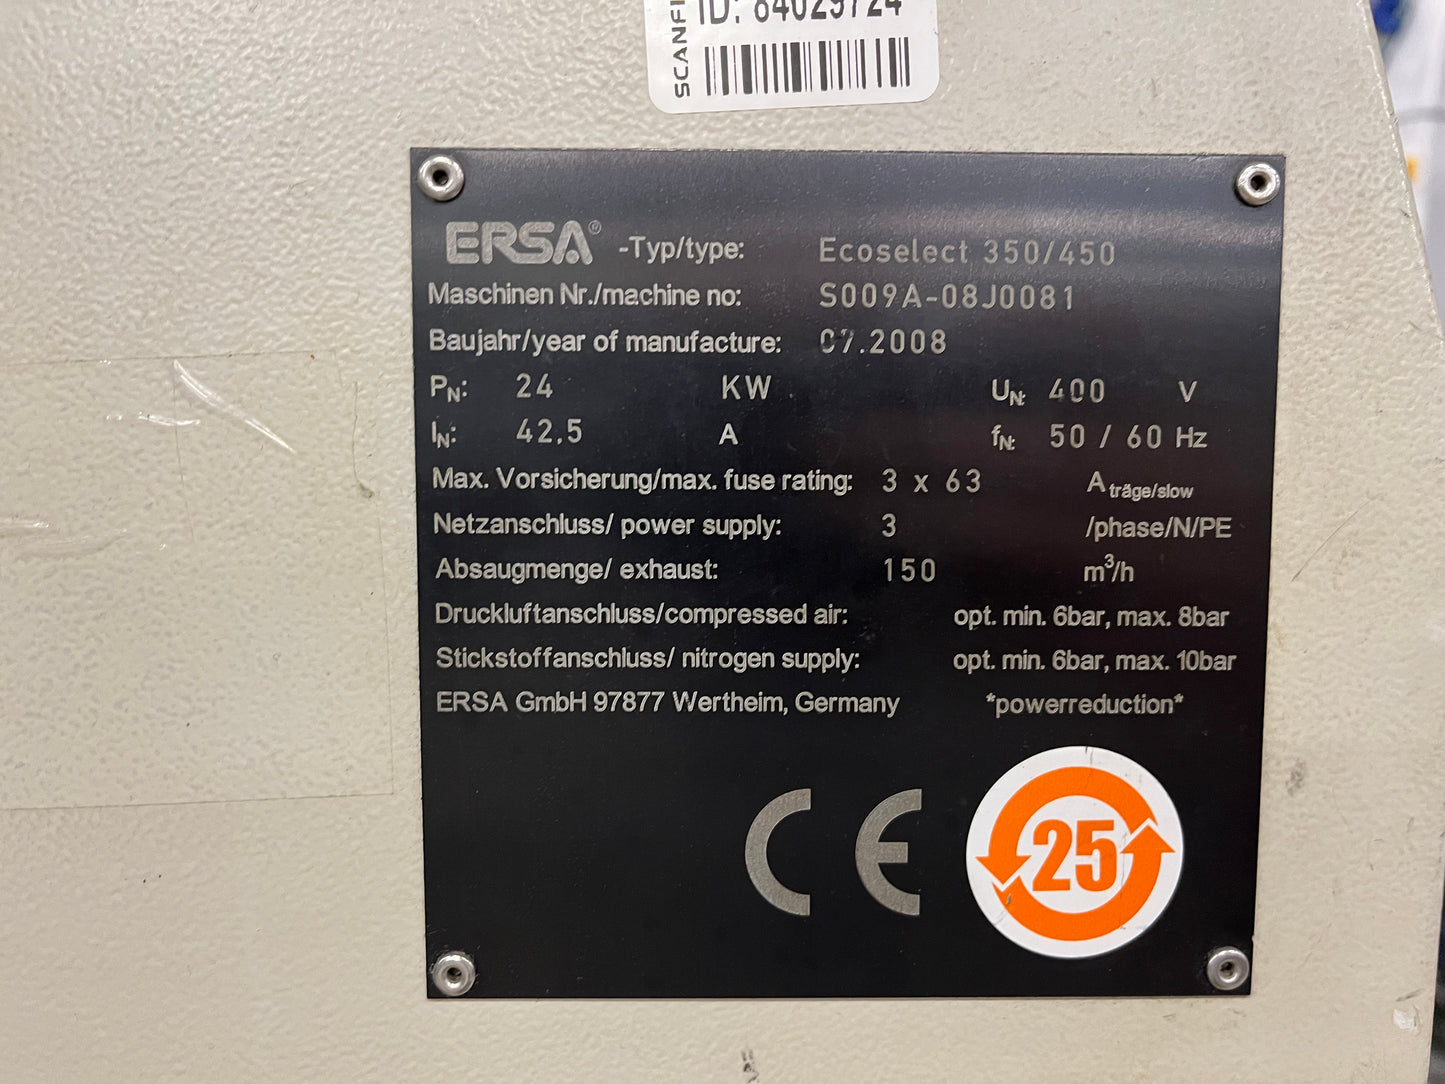 SCANFI
ID: 84029724
ERSA® -Typ/type: Ecoselect 350/450
Maschinen Nr./machine no: S009A-08J0081
Baujahr/year of manufacture: 07.2008
PN: 24 KW UN: 400 V
IN: 42.5 A fN: 50 / 60 Hz
Max. Vorsicherung/max. fuse rating: 3 x 63 A träge/slow
Netzanschluss/ power supply: 3 /phase/N/PE
Absaugmenge/ exhaust: 150 m³/h
Druckluftanschluss/compressed air: opt. min. 6bar, max. 8bar
Stickstoffanschluss/ nitrogen supply: opt. min. 6bar, max. 10bar
ERSA GmbH 97877 Wertheim, Germany *powerreduction*
CE
25